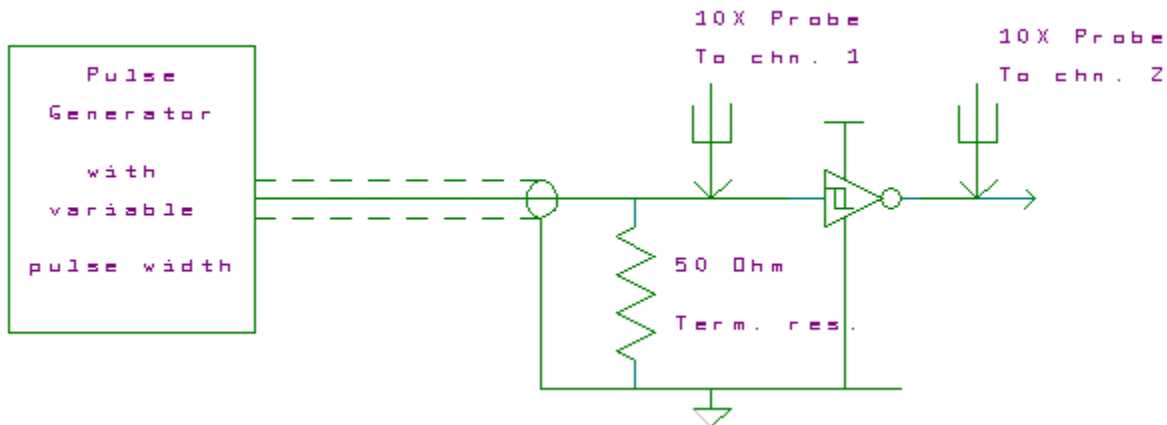 Pulse
Generator
with
variable
pulse width
10X Probe
To chn. 1
10X Probe
To chn. 2
50 Ohm
Term. res.